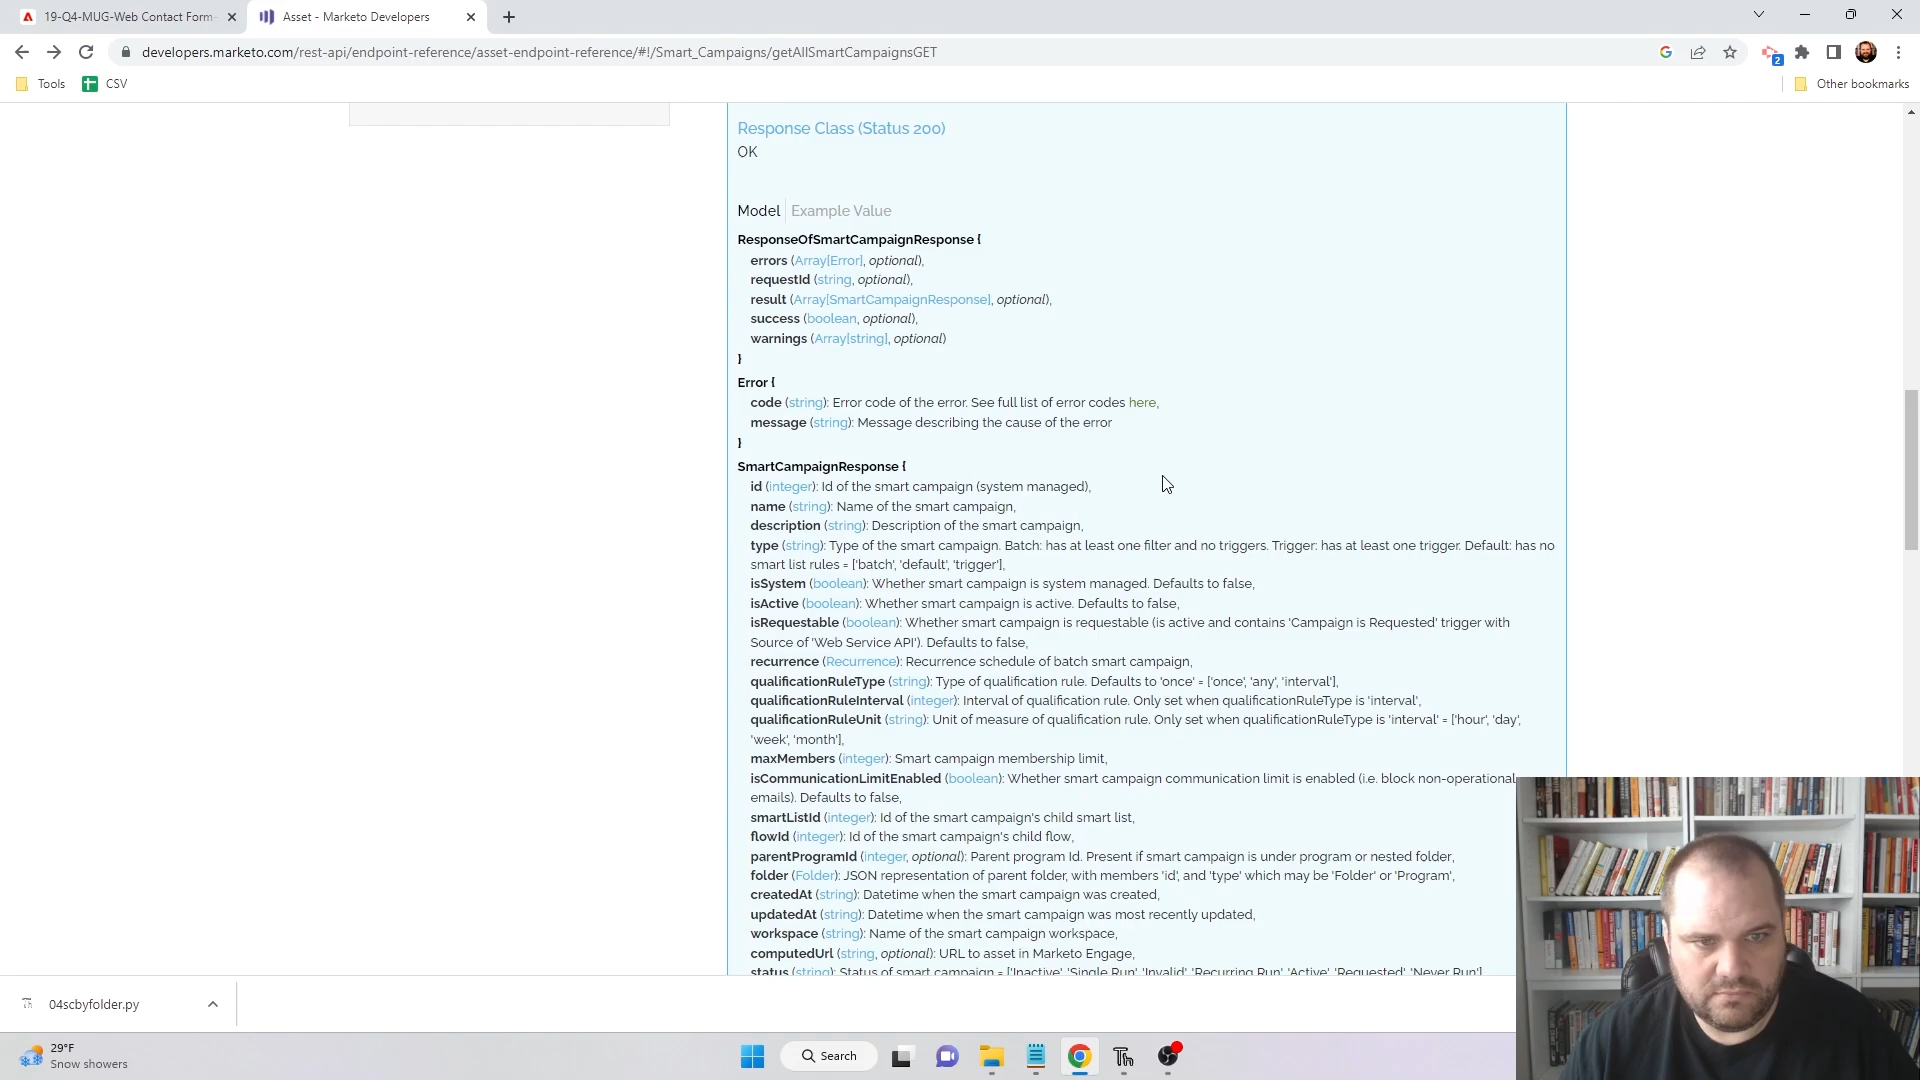 19-Q4-MUG-Web Contact Form-
Asset - Marketo Developers
developers.marketo.com/rest-api/endpoint-reference/asset-endpoint-reference/#!/Smart_Campaigns/getAllSmartCampaignsGET
2
Tools
CSV
Other bookmarks
Response Class (Status 200)
OK
Model
Example Value
ResponseOfSmartCampaignResponse {
errors (Array[Error], optional),
requestId (string, optional),
result (Array[SmartCampaignResponse], optional),
success (boolean, optional),
warnings (Array[string], optional)
}
Error {
code (string): Error code of the error. See full list of error codes here,
message (string): Message describing the cause of the error
}
SmartCampaignResponse {
id (integer): Id of the smart campaign (system managed),
name (string): Name of the smart campaign,
description (string): Description of the smart campaign,
type (string): Type of the smart campaign. Batch: has at least one filter and no triggers. Trigger: has at least one trigger. Default: has no
smart list rules = ['batch', 'default', 'trigger'],
isSystem (boolean): Whether smart campaign is system managed. Defaults to false,
isActive (boolean): Whether smart campaign is active. Defaults to false,
isRequestable (boolean): Whether smart campaign is requestable (is active and contains 'Campaign is Requested' trigger with
Source of 'Web Service API'). Defaults to false,
recurrence (Recurrence): Recurrence schedule of batch smart campaign,
qualificationRuleType (string): Type of qualification rule. Defaults to 'once' = ['once', 'any', 'interval'],
qualificationRuleInterval (integer): Interval of qualification rule. Only set when qualificationRuleType is 'interval',
qualificationRuleUnit (string): Unit of measure of qualification rule. Only set when qualificationRuleType is 'interval' = ['hour', 'day',
'week', 'month'],
maxMembers (integer): Smart campaign membership limit,
isCommunicationLimitEnabled (boolean): Whether smart campaign communication limit is enabled (i.e. block non-operational
emails). Defaults to false,
smartListId (integer): Id of the smart campaign's child smart list,
flowId (integer): Id of the smart campaign's child flow,
parentProgramId (integer, optional): Parent program Id. Present if smart campaign is under program or nested folder,
folder (Folder): JSON representation of parent folder, with members 'id', and 'type' which may be 'Folder' or 'Program',
createdAt (string): Datetime when the smart campaign was created,
updatedAt (string): Datetime when the smart campaign was most recently updated,
workspace (string): Name of the smart campaign workspace,
computedUrl (string, optional): URL to asset in Marketo Engage,
status (string): Status of smart campaign = ['Inactive', 'Single Run', 'Invalid', 'Recurring Run', 'Active', 'Requested', 'Never Run']
04scbyfolder.py
29°F
Snow showers
Search